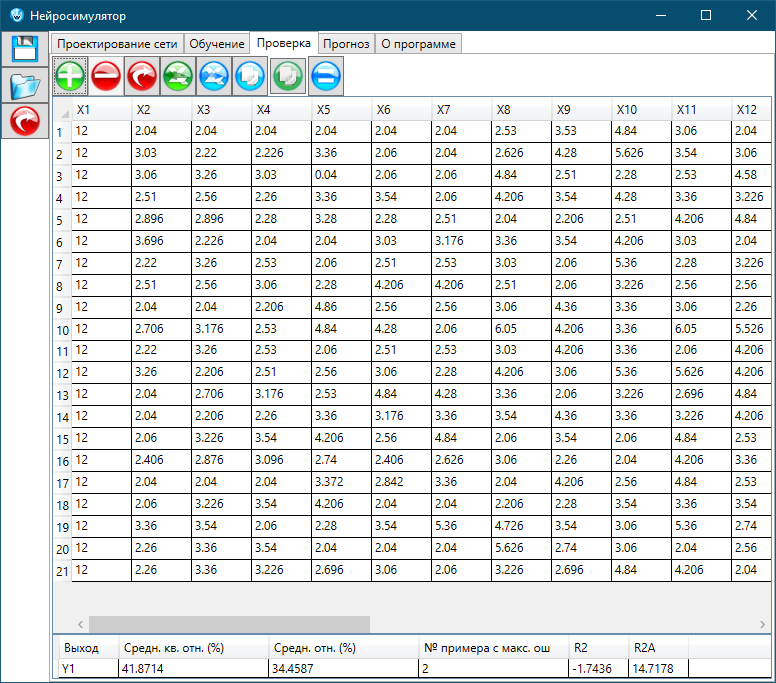 Нейросимулятор
Проектирование сети Обучение Проверка Прогноз О программе
X1 X2 X3 X4 X5 X6 X7 X8 X9 X10 X11 X12
1 12 2.04 2.04 2.04 2.04 2.04 2.04 2.53 3.53 4.84 3.06 2.04
2 12 3.03 2.22 2.226 3.36 2.06 2.04 2.626 4.28 5.626 3.54 3.06
3 12 3.06 3.26 3.03 0.04 2.06 2.06 4.84 2.51 2.28 2.53 4.58
4 12 2.51 2.56 2.26 3.36 3.54 2.06 4.206 3.54 4.28 3.36 3.226
5 12 2.896 2.896 2.28 3.28 2.28 2.51 2.04 2.206 2.51 4.206 4.84
6 12 3.696 2.226 2.04 2.04 3.03 3.176 3.36 3.54 4.206 3.03 2.04
7 12 2.22 3.26 2.53 2.06 2.51 2.53 3.03 2.06 5.36 2.28 3.226
8 12 2.51 2.56 3.06 2.28 4.206 4.206 2.51 2.06 3.226 2.56 2.56
9 12 2.04 2.04 2.206 4.86 2.56 2.56 3.06 4.36 3.36 3.06 2.26
10 12 2.706 3.176 2.53 4.84 4.28 2.06 6.05 4.206 3.36 6.05 5.526
11 12 2.22 3.26 2.53 2.06 2.51 2.53 3.03 4.206 3.36 2.06 4.206
12 12 3.26 2.206 2.51 2.56 3.06 2.28 4.206 3.06 5.36 5.626 4.206
13 12 2.04 2.706 3.176 2.53 4.84 4.28 3.36 2.06 3.226 2.696 4.84
14 12 2.04 2.206 2.26 3.36 3.176 3.36 3.54 4.36 3.36 3.226 4.206
15 12 2.06 3.226 3.54 4.206 2.56 4.84 2.06 3.54 2.06 4.84 2.53
16 12 2.406 2.876 3.096 2.74 2.406 2.626 3.06 2.26 2.04 4.206 3.36
17 12 2.04 2.04 2.04 3.372 2.842 3.36 2.04 4.206 2.56 4.84 2.53
18 12 2.06 3.226 3.54 4.206 2.04 2.04 2.206 2.28 3.54 3.36 3.54
19 12 3.36 3.54 2.06 2.28 3.54 5.36 4.726 3.54 3.06 5.36 2.74
20 12 2.26 3.36 3.54 2.04 2.04 2.04 5.626 2.74 3.06 2.04 2.56
21 12 2.26 3.36 3.226 2.696 3.06 2.06 3.226 2.696 4.84 4.206 2.04
Выход Средн. кв. отн. (%) Средн. отн. (%) № примера с макс. ош R2 R2A
Y1 41.8714 34.4587 2 -1.7436 14.7178